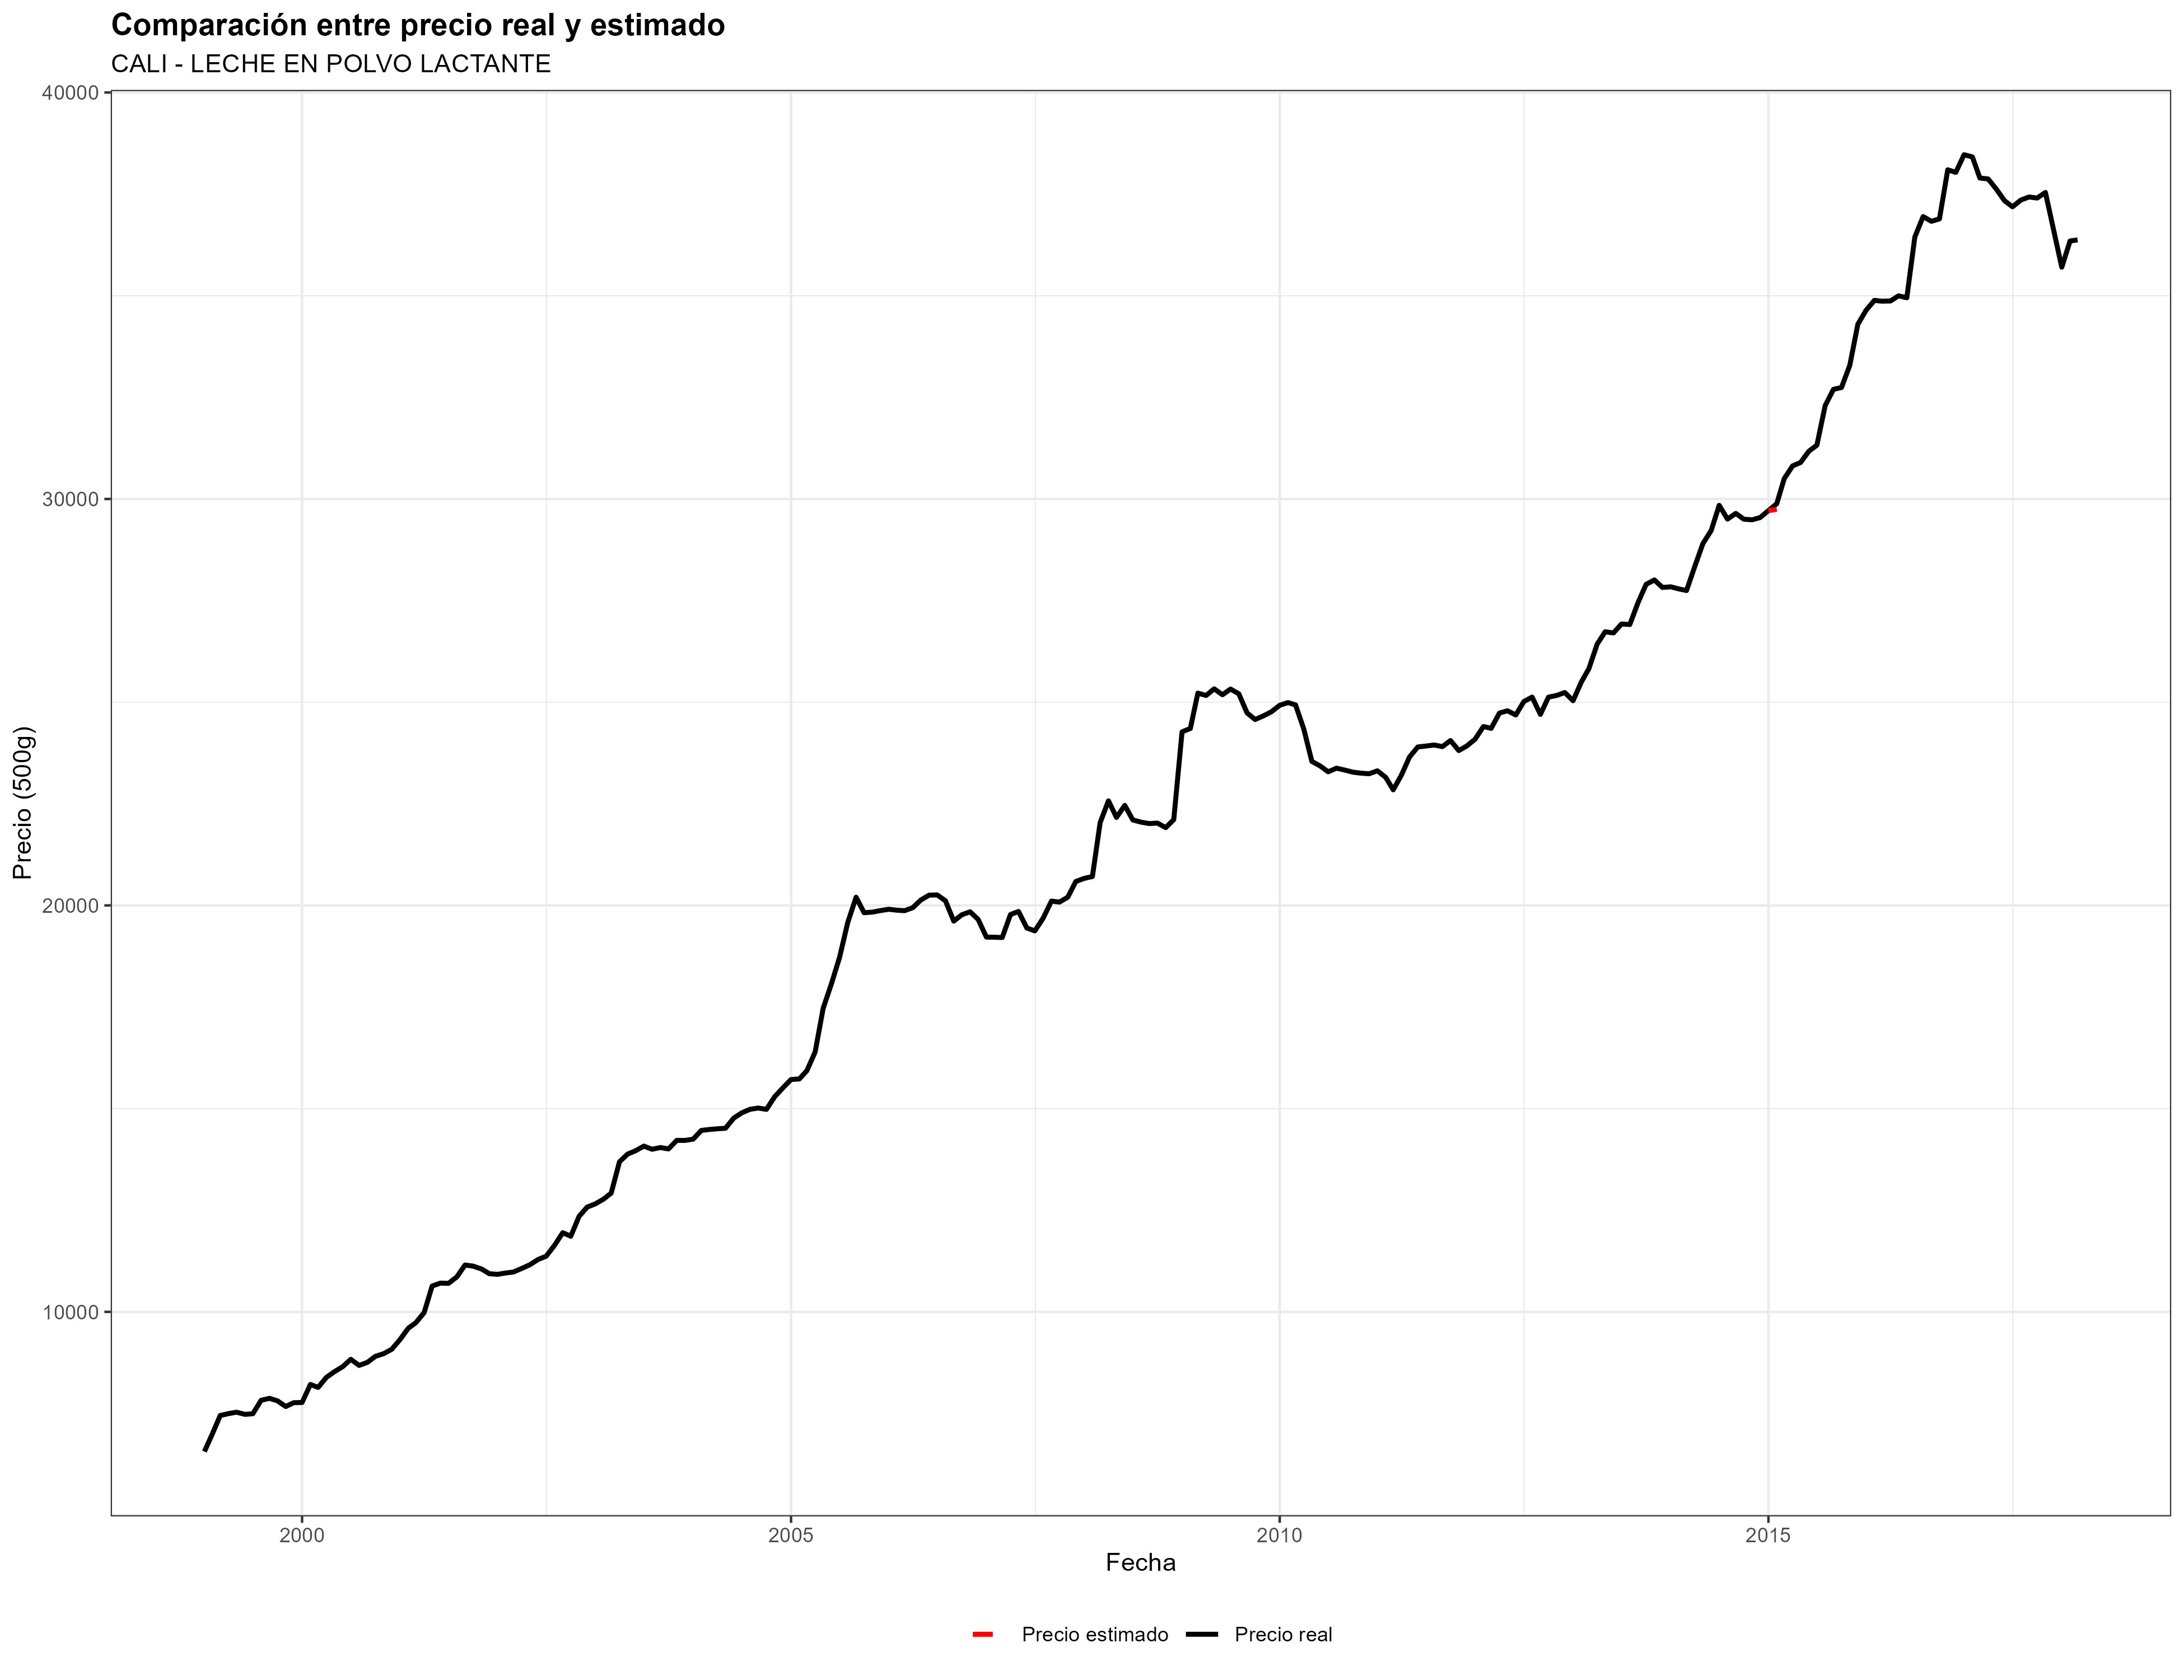 Comparación entre precio real y estimado
CALI - LECHE EN POLVO LACTANTE
40000
30000
20000
10000
Precio (500g)
2000 2005 2010 2015
Fecha
Precio estimado Precio real